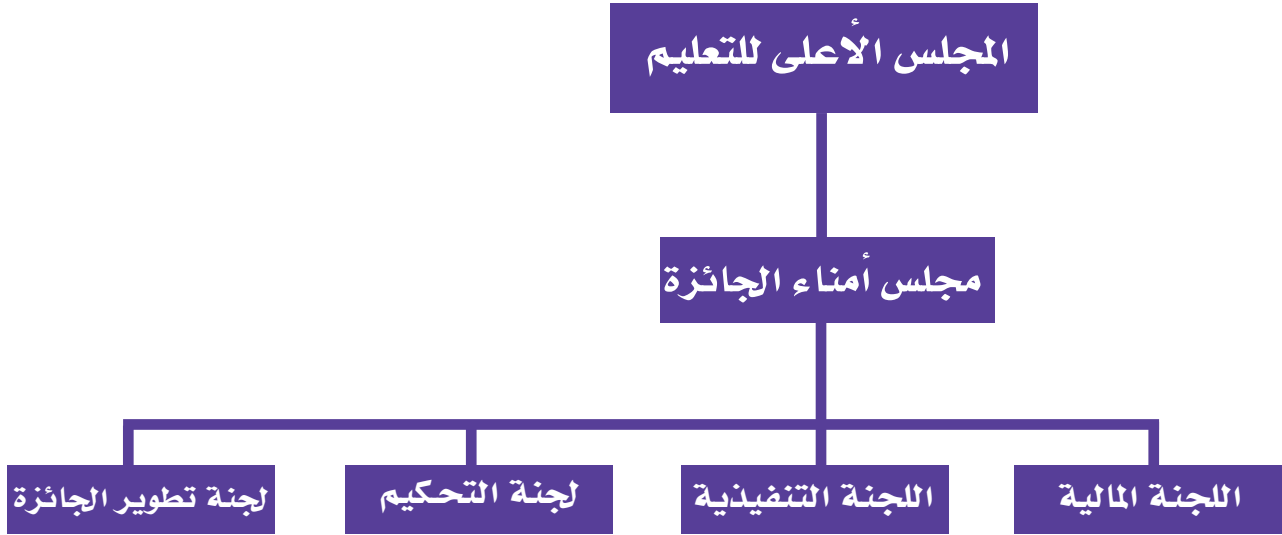 المجلس الأعلى للتعليم
مجلس أمناء الجائزة
اللجنة المالية
اللجنة التنفيذية
لجنة التحكيم
لجنة تطوير الجائزة